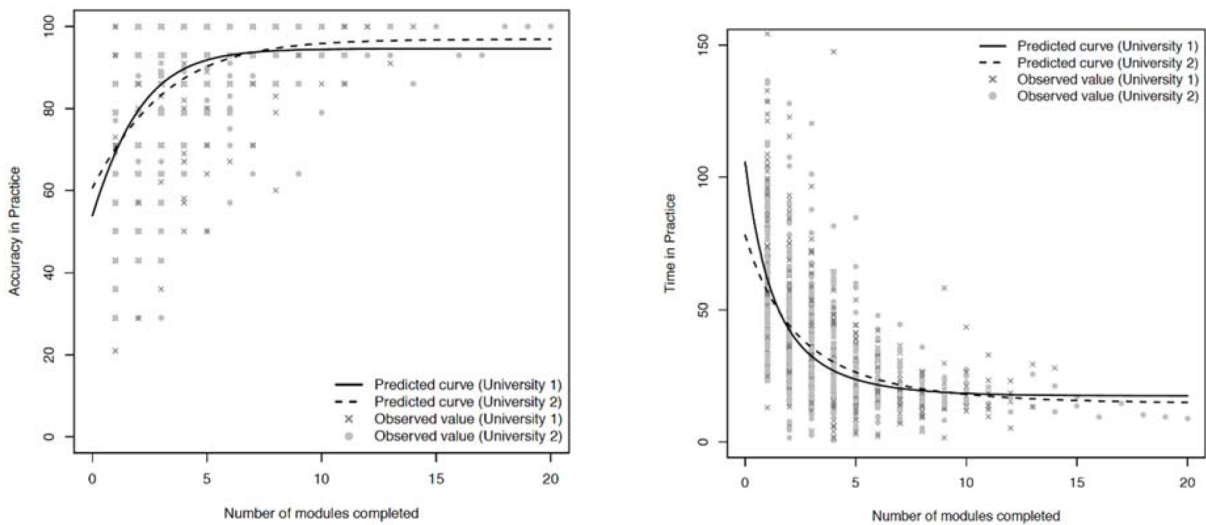 100
80
60
40
20
0
Accuracy in Practice
Predicted curve (University 1)
Predicted curve (University 2)
Observed value (University 1)
Observed value (University 2)
0 5 10 15 20
Number of modules completed
150
100
50
0
Time in Practice
Predicted curve (University 1)
Predicted curve (University 2)
Observed value (University 1)
Observed value (University 2)
0 5 10 15 20
Number of modules completed